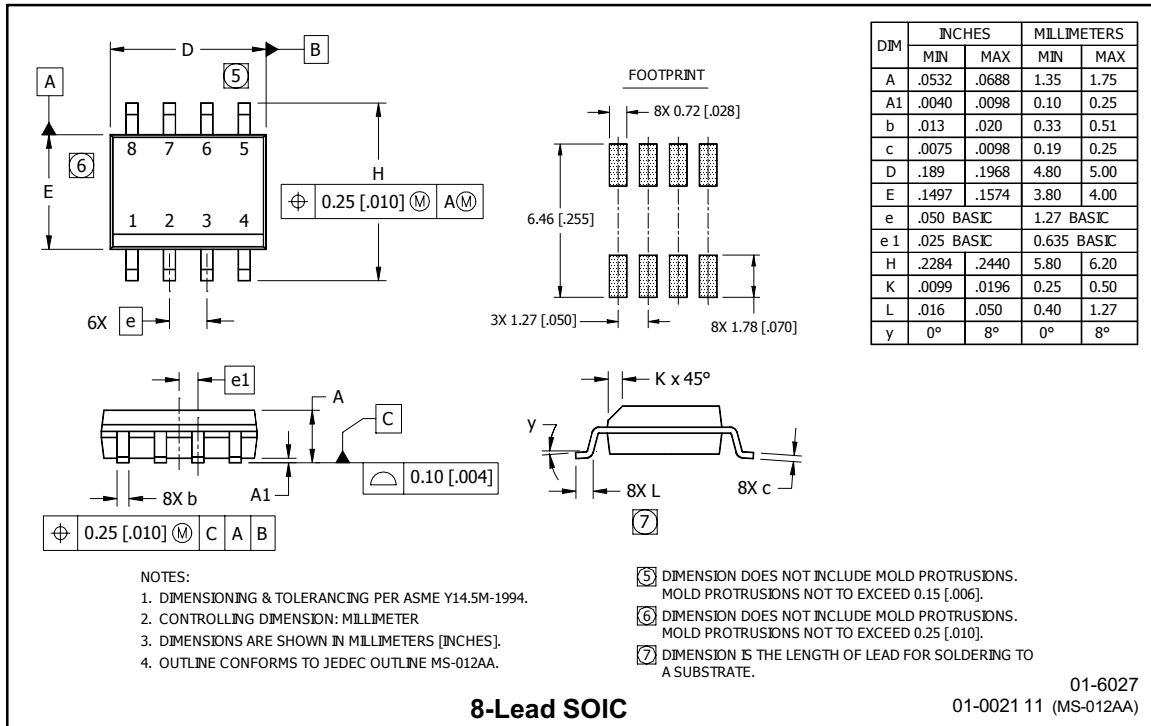 D
B
5
A
8 7 6 5
6
E
H
1 2 3 4
0.25 [.010] Ⓜ AⓂ
6X e
FOOTPRINT
8X 0.72 [.028]
6.46 [.255]
3X 1.27 [.050]
8X 1.78 [.070]
DIM INCHES MILLIMETERS
MIN MAX MIN MAX
A .0532 .0688 1.35 1.75
A1 .0040 .0098 0.10 0.25
b .013 .020 0.33 0.51
c .0075 .0098 0.19 0.25
D .189 .1968 4.80 5.00
E .1497 .1574 3.80 4.00
e .050 BASIC 1.27 BASIC
e 1 .025 BASIC 0.635 BASIC
H .2284 .2440 5.80 6.20
K .0099 .0196 0.25 0.50
L .016 .050 0.40 1.27
y 0° 8° 0° 8°
e1
A
C
0.10 [.004]
8X b
A1
0.25 [.010] Ⓜ C A B
K x 45°
y
8X L
8X c
7
NOTES:
1. DIMENSIONING & TOLERANCING PER ASME Y14.5M-1994.
2. CONTROLLING DIMENSION: MILLIMETER
3. DIMENSIONS ARE SHOWN IN MILLIMETERS [INCHES].
4. OUTLINE CONFORMS TO JEDEC OUTLINE MS-012AA.
5 DIMENSION DOES NOT INCLUDE MOLD PROTRUSIONS.
MOLD PROTRUSIONS NOT TO EXCEED 0.15 [.006].
6 DIMENSION DOES NOT INCLUDE MOLD PROTRUSIONS.
MOLD PROTRUSIONS NOT TO EXCEED 0.25 [.010].
7 DIMENSION IS THE LENGTH OF LEAD FOR SOLDERING TO
A SUBSTRATE.
8-Lead SOIC
01-6027
01-0021 11 (MS-012AA)